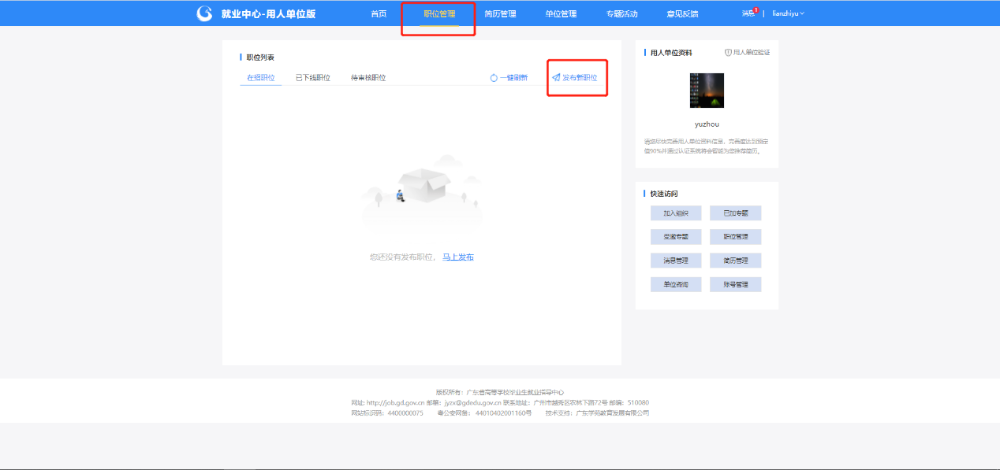 就业中心-用人单位版 首页 职位管理 简历管理 单位管理 专题活动 意见反馈 消息 1 | lianzhiyu
职位列表
在招职位 已下线职位 待审核职位 一键刷新 发布新职位
您还没有发布职位， 马上发布
用人单位资料 用人单位验证
yuzhou
请您尽快完善用人单位资料信息，完善度达到预定
值90%并通过认证系统将会智能为您推荐简历。
快速访问
加入组织 已加专题
受邀专题 职位管理
消息管理 简历管理
单位咨询 账号管理
版权所有：广东省高等学校毕业生就业指导中心
网址: http://job.gd.gov.cn 邮箱：jyzx@gdedu.gov.cn 联系地址：广州市越秀区农林下路72号 邮编：510080
网站标识码：4400000075 粤公安网备：44010402001160号 技术支持：广东学苑教育发展有限公司